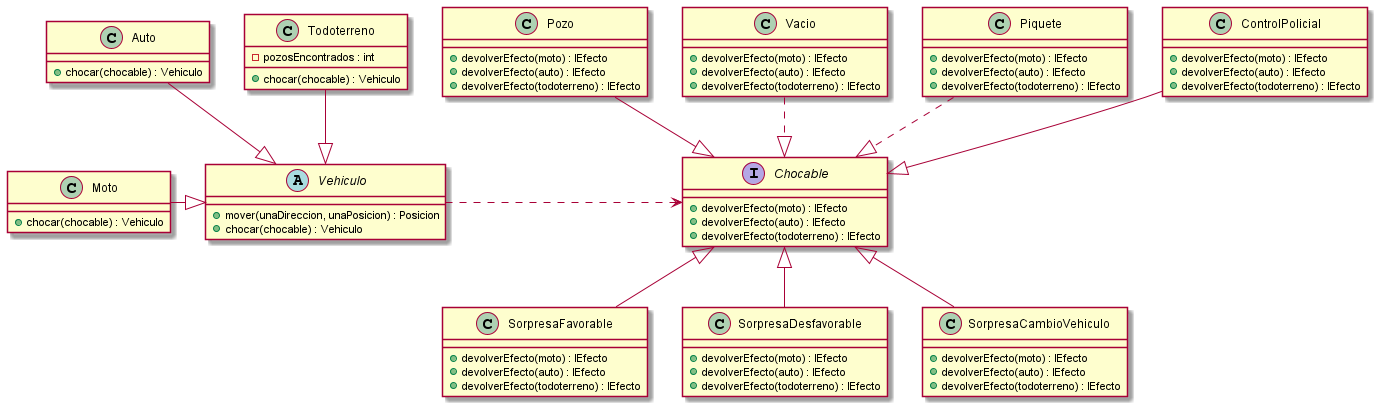 C Auto
chocar(chocable) : Vehiculo
C Todoterreno
pozosEncontrados : int
chocar(chocable) : Vehiculo
C Pozo
devolverEfecto(moto) : IEfecto
devolverEfecto(auto) : IEfecto
devolverEfecto(todoterreno) : IEfecto
C Vacio
devolverEfecto(moto) : IEfecto
devolverEfecto(auto) : IEfecto
devolverEfecto(todoterreno) : IEfecto
C Piquete
devolverEfecto(moto) : IEfecto
devolverEfecto(auto) : IEfecto
devolverEfecto(todoterreno) : IEfecto
C ControlPolicial
devolverEfecto(moto) : IEfecto
devolverEfecto(auto) : IEfecto
devolverEfecto(todoterreno) : IEfecto
C Moto
chocar(chocable) : Vehiculo
A Vehiculo
mover(unaDireccion, unaPosicion) : Posicion
chocar(chocable) : Vehiculo
I Chocable
devolverEfecto(moto) : IEfecto
devolverEfecto(auto) : IEfecto
devolverEfecto(todoterreno) : IEfecto
C SorpresaFavorable
devolverEfecto(moto) : IEfecto
devolverEfecto(auto) : IEfecto
devolverEfecto(todoterreno) : IEfecto
C SorpresaDesfavorable
devolverEfecto(moto) : IEfecto
devolverEfecto(auto) : IEfecto
devolverEfecto(todoterreno) : IEfecto
C SorpresaCambioVehiculo
devolverEfecto(moto) : IEfecto
devolverEfecto(auto) : IEfecto
devolverEfecto(todoterreno) : IEfecto